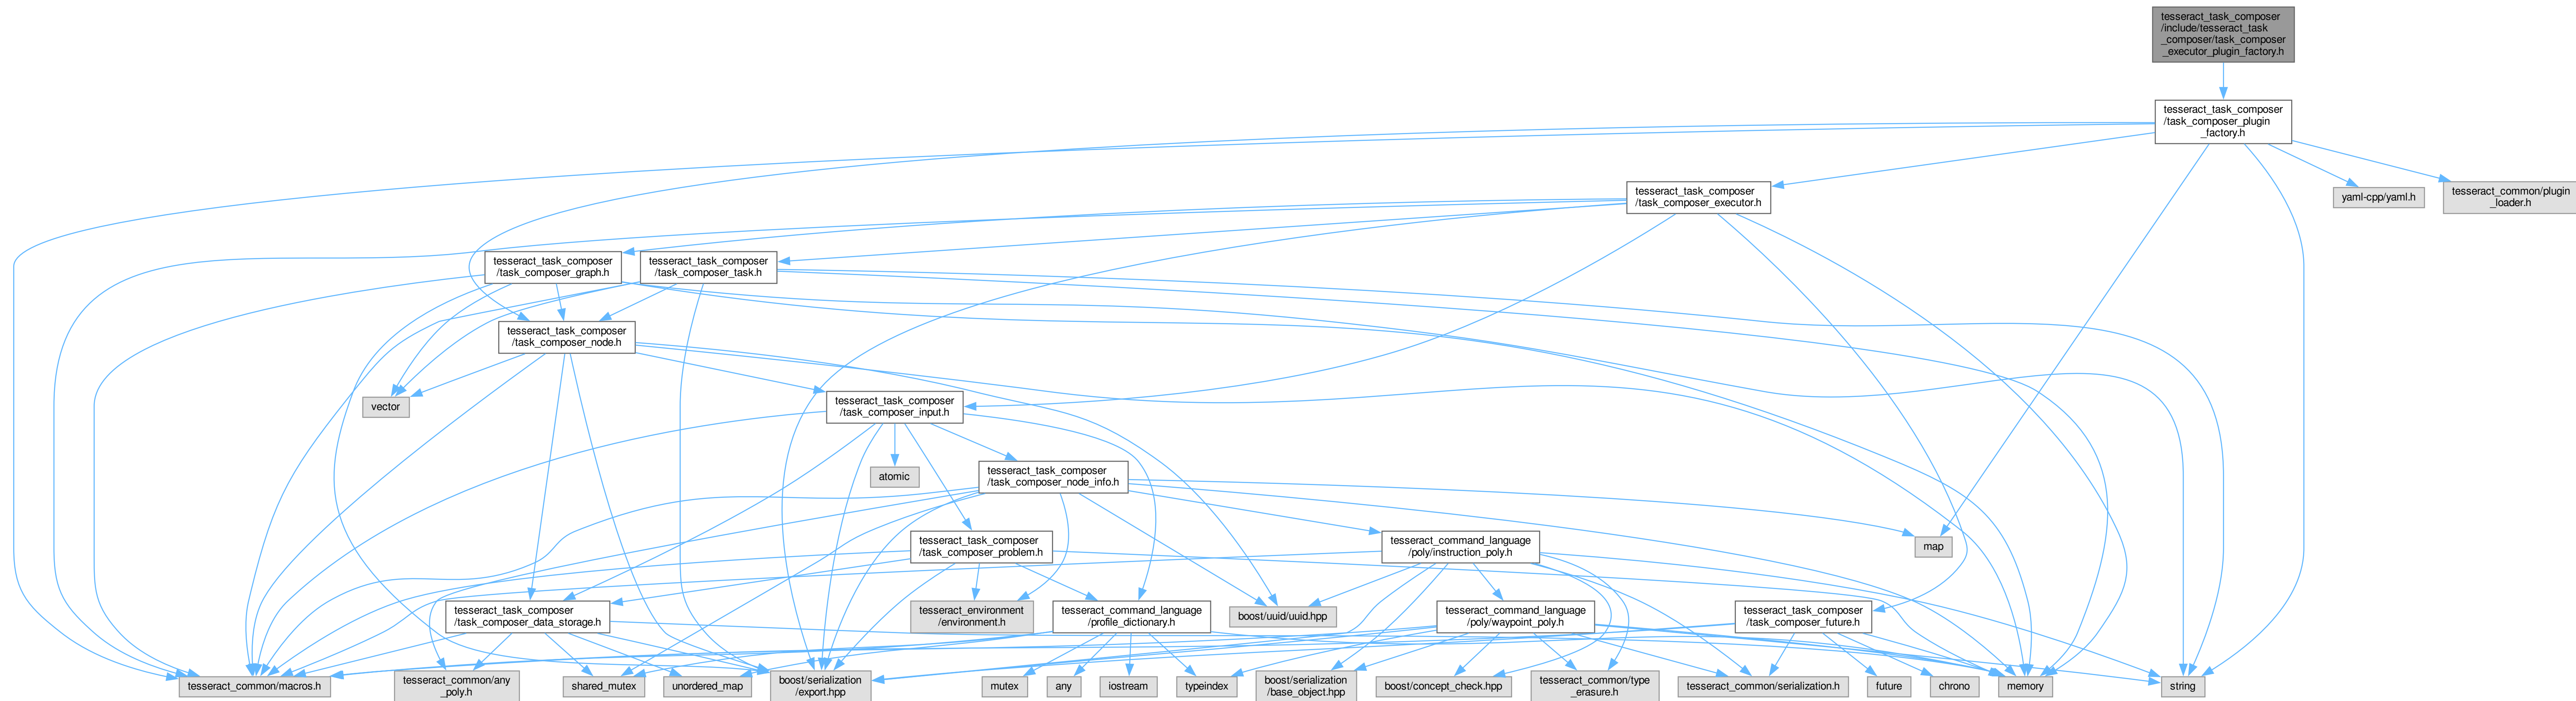 tesseract_task_composer
/include/tesseract_task
_composer/task_composer
_executor_plugin_factory.h
tesseract_task_composer
/task_composer_plugin
_factory.h
tesseract_task_composer
/task_composer_executor.h
yaml-cpp/yaml.h
tesseract_common/plugin
_loader.h
tesseract_task_composer
/task_composer_graph.h
tesseract_task_composer
/task_composer_task.h
tesseract_task_composer
/task_composer_node.h
vector
tesseract_task_composer
/task_composer_input.h
atomic
tesseract_task_composer
/task_composer_node_info.h
tesseract_task_composer
/task_composer_problem.h
tesseract_command_language
/poly/instruction_poly.h
map
tesseract_task_composer
/task_composer_data_storage.h
tesseract_environment
/environment.h
tesseract_command_language
/profile_dictionary.h
boost/uuid/uuid.hpp
tesseract_command_language
/poly/waypoint_poly.h
tesseract_task_composer
/task_composer_future.h
tesseract_common/macros.h
tesseract_common/any
_poly.h
shared_mutex
unordered_map
boost/serialization
/export.hpp
mutex
any
iostream
typeindex
boost/serialization
/base_object.hpp
boost/concept_check.hpp
tesseract_common/type
_erasure.h
tesseract_common/serialization.h
future
chrono
memory
string